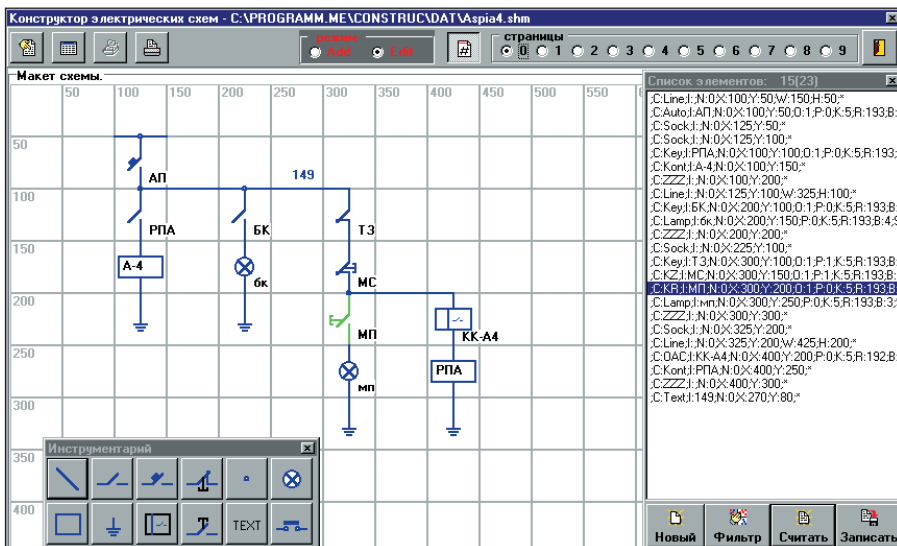 Конструктор электрических схем - C:\PROGRAMM.ME\CONSTRUC\DAT\Aspia4.shm
режим
Add Edit
#
страницы
0 1 2 3 4 5 6 7 8 9
Макет схемы.
50 100 150 200 250 300 350 400 450 500 550
50
100
150
200
250
300
350
400
АП
149
РПА
БК
ТЗ
А-4
бк
МС
МП
КК-А4
мп
РПА
Инструментарий
TEXT
Список элементов: 15(23)
;C:Line;I:;N:0;X:100;Y:50;W:150;H:50;*
;C:Auto;I:АП;N:0;X:100;Y:50;O:1;P:0;K:5;R:193;B:
;C:Sock;I:;N:0;X:125;Y:50;*
;C:Sock;I:;N:0;X:125;Y:100;*
;C:Key;I:РПА;N:0;X:100;Y:100;O:1;P:0;K:5;R:193;
;C:Kont;I:А-4;N:0;X:100;Y:150;*
;C:ZZZ;I:;N:0;X:100;Y:200;*
;C:Line;I:;N:0;X:125;Y:100;W:325;H:100;*
;C:Key;I:БК;N:0;X:200;Y:100;O:1;P:0;K:5;R:193;B:
;C:Lamp;I:бк;N:0;X:200;Y:150;P:0;K:5;R:193;B:4;
;C:ZZZ;I:;N:0;X:200;Y:200;*
;C:Sock;I:;N:0;X:225;Y:100;*
;C:Key;I:ТЗ;N:0;X:300;Y:100;O:1;P:1;K:5;R:193;B:
;C:KZ;I:МС;N:0;X:300;Y:150;O:1;P:1;K:5;R:193;B:
;C:KR;I:МП;N:0;X:300;Y:200;O:1;P:0;K:5;R:193;B:
;C:Lamp;I:мп;N:0;X:300;Y:250;P:0;K:5;R:193;B:3;
;C:ZZZ;I:;N:0;X:300;Y:300;*
;C:Sock;I:;N:0;X:325;Y:200;*
;C:Line;I:;N:0;X:325;Y:200;W:425;H:200;*
;C:OAC;I:КК-А4;N:0;X:400;Y:200;P:0;K:5;R:192;B:
;C:Kont;I:РПА;N:0;X:400;Y:250;*
;C:ZZZ;I:;N:0;X:400;Y:300;*
;C:Text;I:149;N:0;X:270;Y:80;*
Новый Фильтр Считать Записать